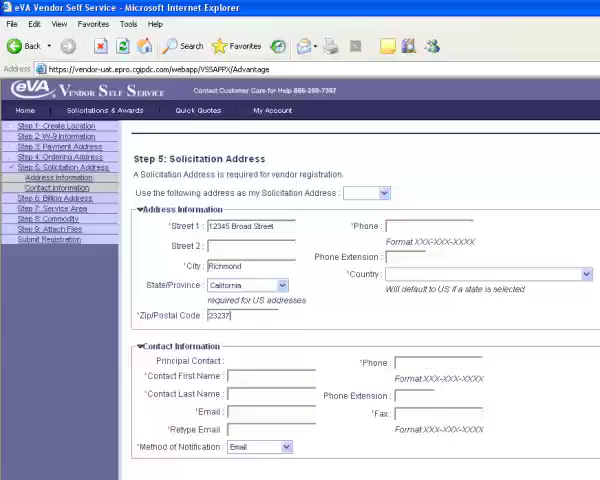 eVA Vendor Self Service - Microsoft Internet Explorer
File Edit View Favorites Tools Help
Back Search Favorites
Address https://vendor-uat.epro.cgipdc.com/webapp/VSSAPPX/Advantage
eVA VENDOR SELF SERVICE Contact Customer Care for Help 866-289-7367
Home Solicitations & Awards Quick Quotes My Account
Step 1: Create Location
Step 2: W-9 Information
Step 3: Payment Address
Step 4: Ordering Address
Step 5: Solicitation Address
Address Information
Contact Information
Step 6: Billing Address
Step 7: Service Area
Step 8: Commodity
Step 9: Attach Files
Submit Registration
Step 5: Solicitation Address
A Solicitation Address is required for vendor registration.
Use the following address as my Solicitation Address :
Address Information
*Street 1 : 12345 Broad Street *Phone :
Format XXX-XXX-XXXX
Street 2 :
Phone Extension :
*City : Richmond
*Country :
State/Province : California
Will default to US if a state is selected
required for US addresses
*Zip/Postal Code : 23237
Contact Information
Principal Contact :
*Phone :
*Contact First Name :
Format XXX-XXX-XXXX
*Contact Last Name :
Phone Extension :
*Email :
*Fax :
*Retype Email
Format XXX-XXX-XXXX
*Method of Notification : Email